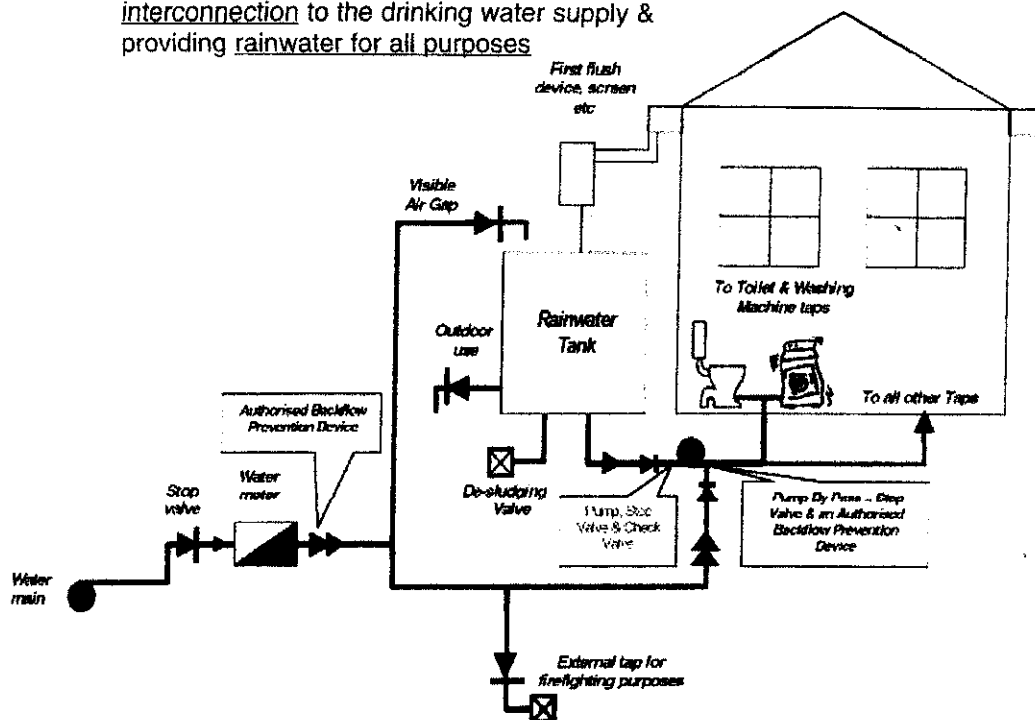 interconnection to the drinking water supply &
providing rainwater for all purposes
First flush
device, screen
etc
Visible
Air Gap
To Toilet & Washing
Machine taps
Rainwater
Tank
Outdoor
use
To all other Taps
Authorised Backflow
Prevention Device
Water
meter
Stop
valve
De-sludging
Valve
Pump, Stop
Valve & Check
Valve
Pump By Pass - Stop
Valve & an Authorised
Backflow Prevention
Device
Water
main
External tap for
firefighting purposes